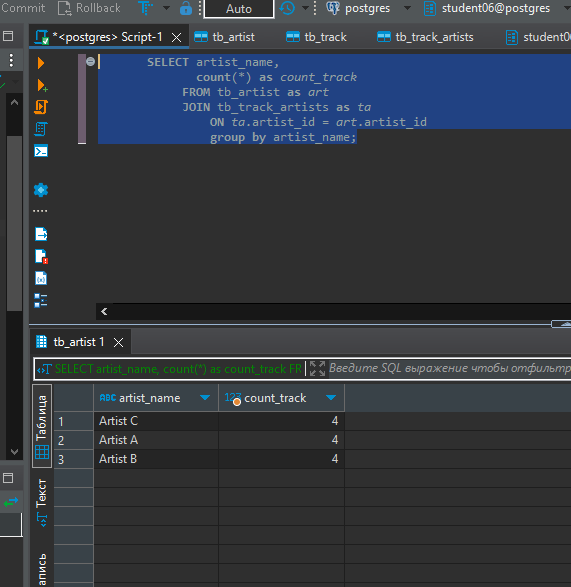 Commit Rollback Auto postgres student06@postgres
*<postgres> Script-1 tb_artist tb_track tb_track_artists student0
SELECT artist_name,
count(*) as count_track
FROM tb_artist as art
JOIN tb_track_artists as ta
ON ta.artist_id = art.artist_id
group by artist_name;
tb_artist 1
SELECT artist_name, count(*) as count_track FR Введите SQL выражение чтобы отфильтр
Таблица
Текст
апись
ABC artist_name 123 count_track
1 Artist C 4
2 Artist A 4
3 Artist B 4